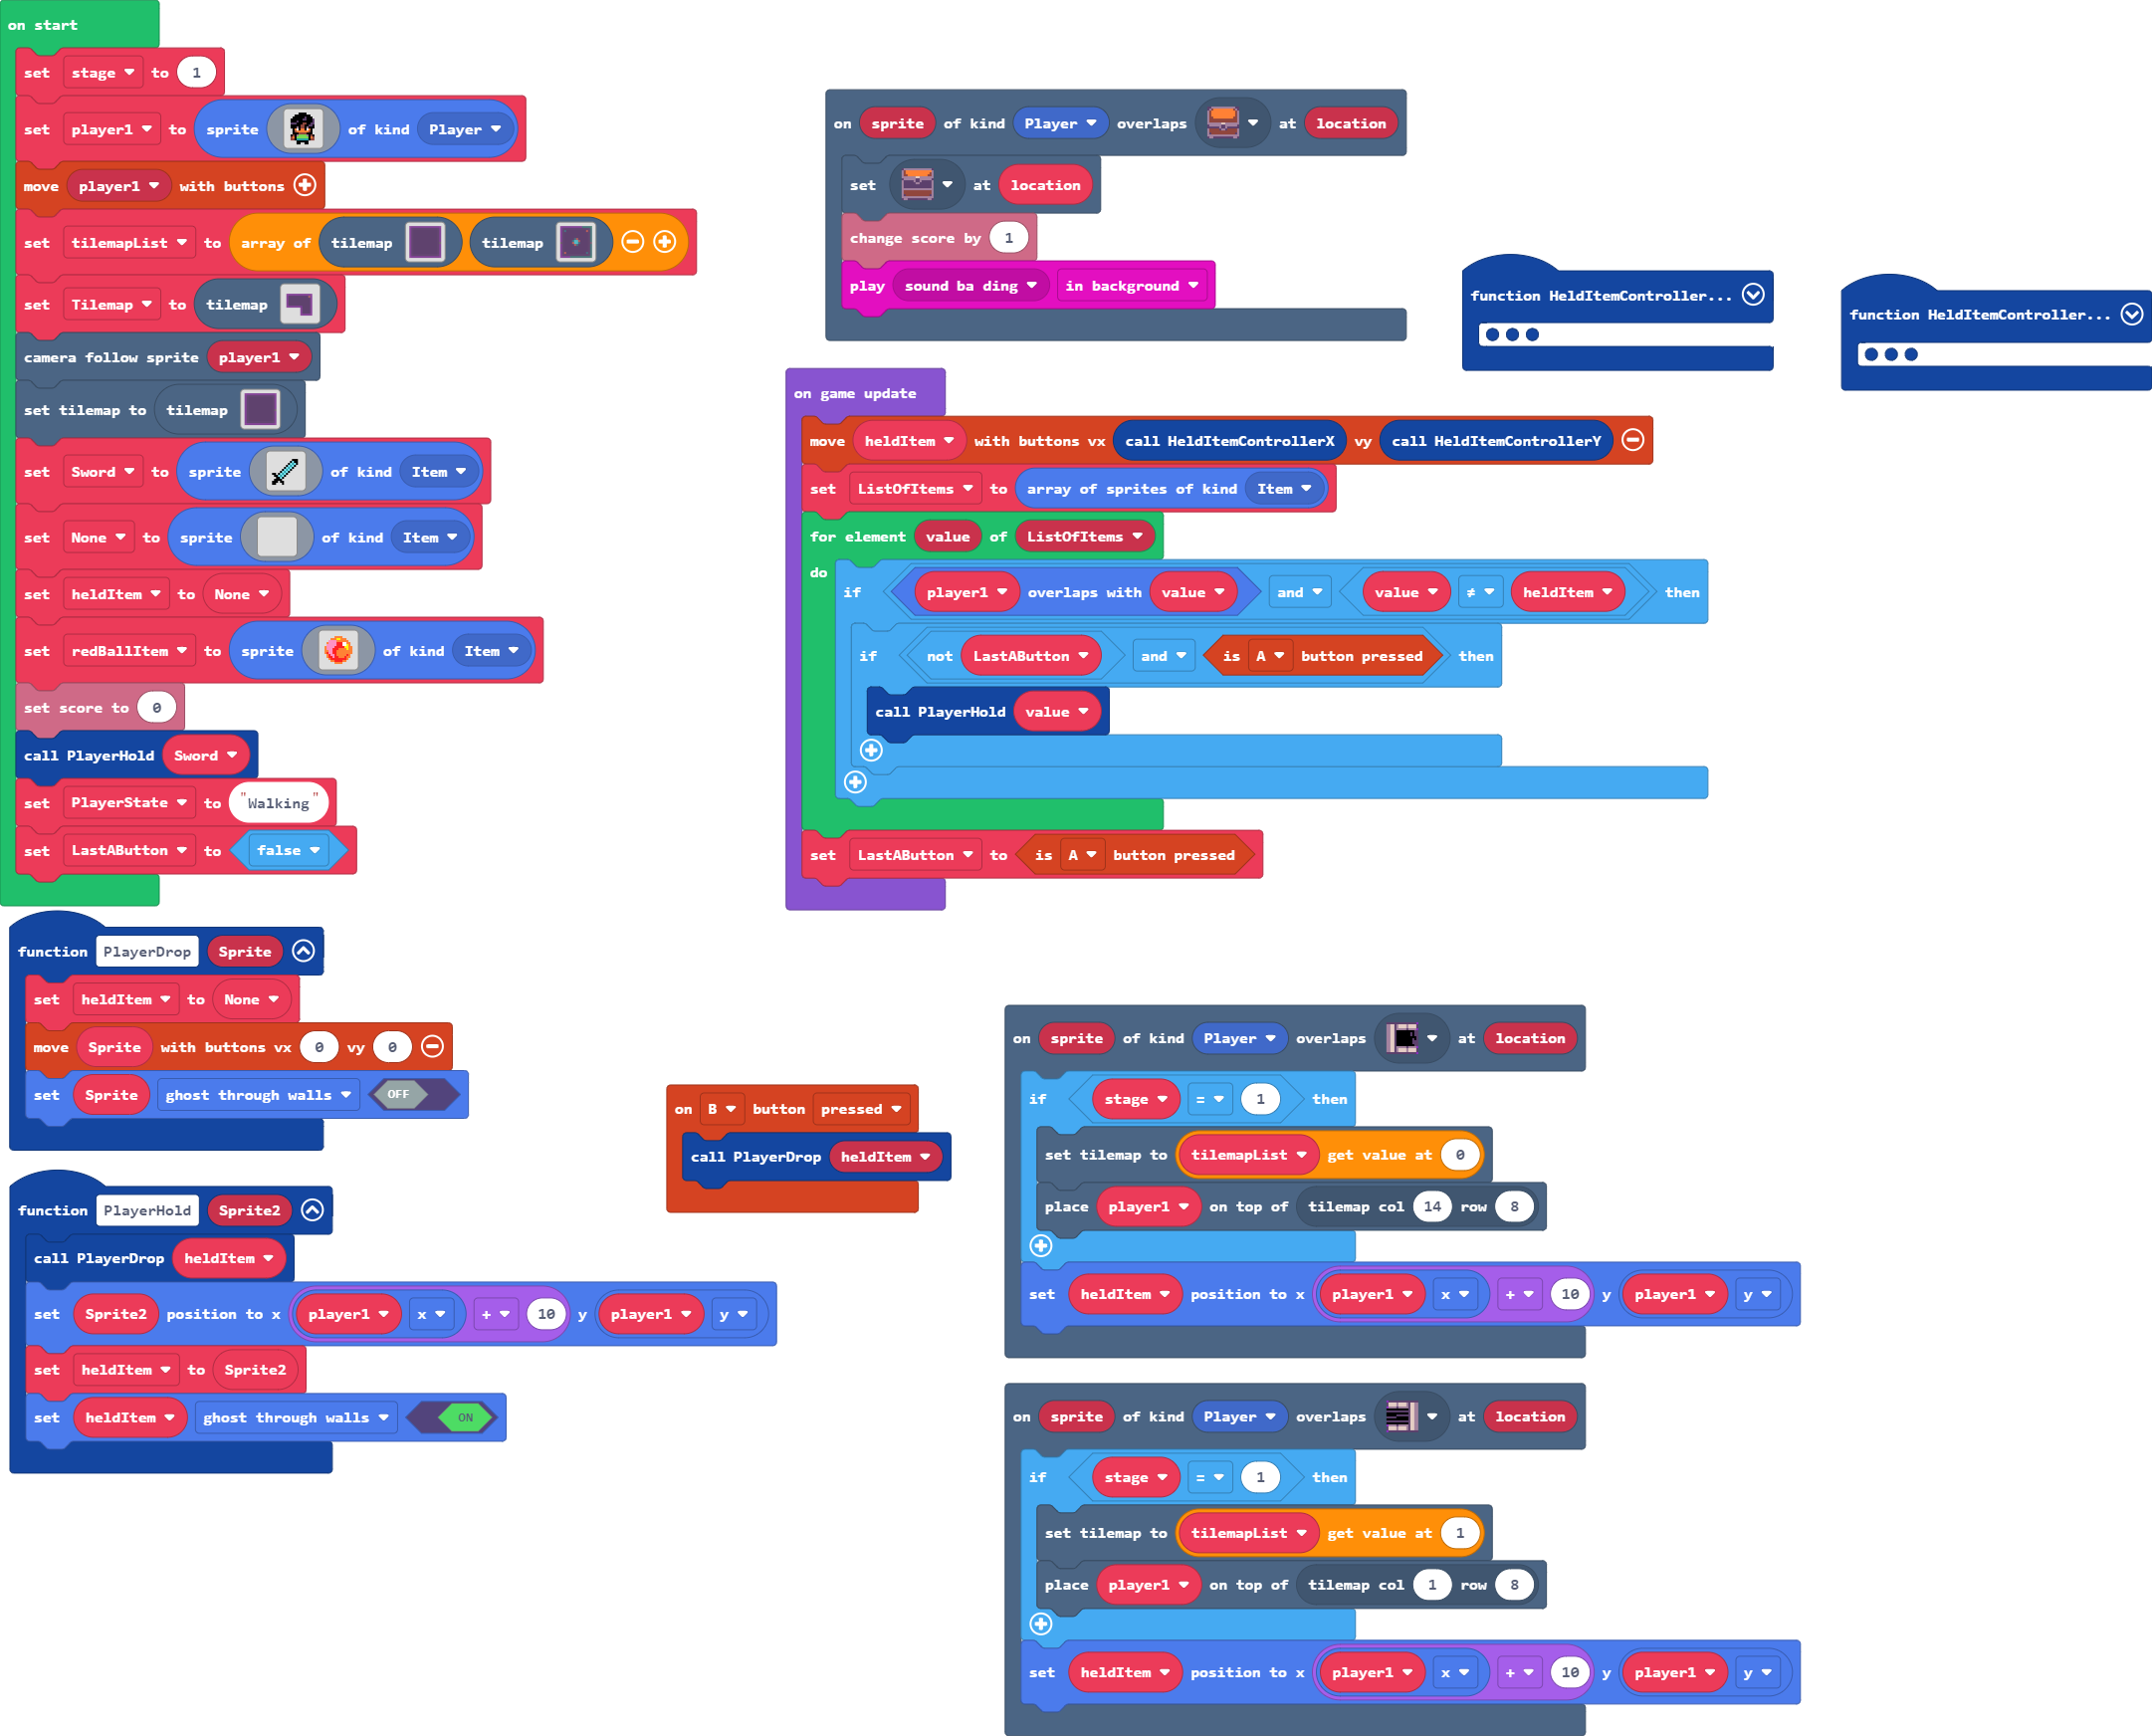 on start
set stage to 1
set player1 to sprite of kind Player
move player1 with buttons
set tilemapList to array of tilemap tilemap
set Tilemap to tilemap
camera follow sprite player1
set tilemap to tilemap
set Sword to sprite of kind Item
set None to sprite of kind Item
set heldItem to None
set redBallItem to sprite of kind Item
set score to 0
call PlayerHold Sword
set PlayerState to "Walking"
set LastAButton to false
function PlayerDrop Sprite
set heldItem to None
move Sprite with buttons vx 0 vy 0
set Sprite ghost through walls OFF
function PlayerHold Sprite2
call PlayerDrop heldItem
set Sprite2 position to x player1 x + 10 y player1 y
set heldItem to Sprite2
set heldItem ghost through walls ON
on B button pressed
call PlayerDrop heldItem
on sprite of kind Player overlaps at location
set at location
change score by 1
play sound ba ding in background
function HeldItemController...
function HeldItemController...
on game update
move heldItem with buttons vx call HeldItemControllerX vy call HeldItemControllerY
set ListOfItems to array of sprites of kind Item
for element value of ListOfItems
do if player1 overlaps with value and value ≠ heldItem then
if not LastAButton and is A button pressed then
call PlayerHold value
set LastAButton to is A button pressed
on sprite of kind Player overlaps at location
if stage = 1 then
set tilemap to tilemapList get value at 0
place player1 on top of tilemap col 14 row 8
set heldItem position to x player1 x + 10 y player1 y
on sprite of kind Player overlaps at location
if stage = 1 then
set tilemap to tilemapList get value at 1
place player1 on top of tilemap col 1 row 8
set heldItem position to x player1 x + 10 y player1 y